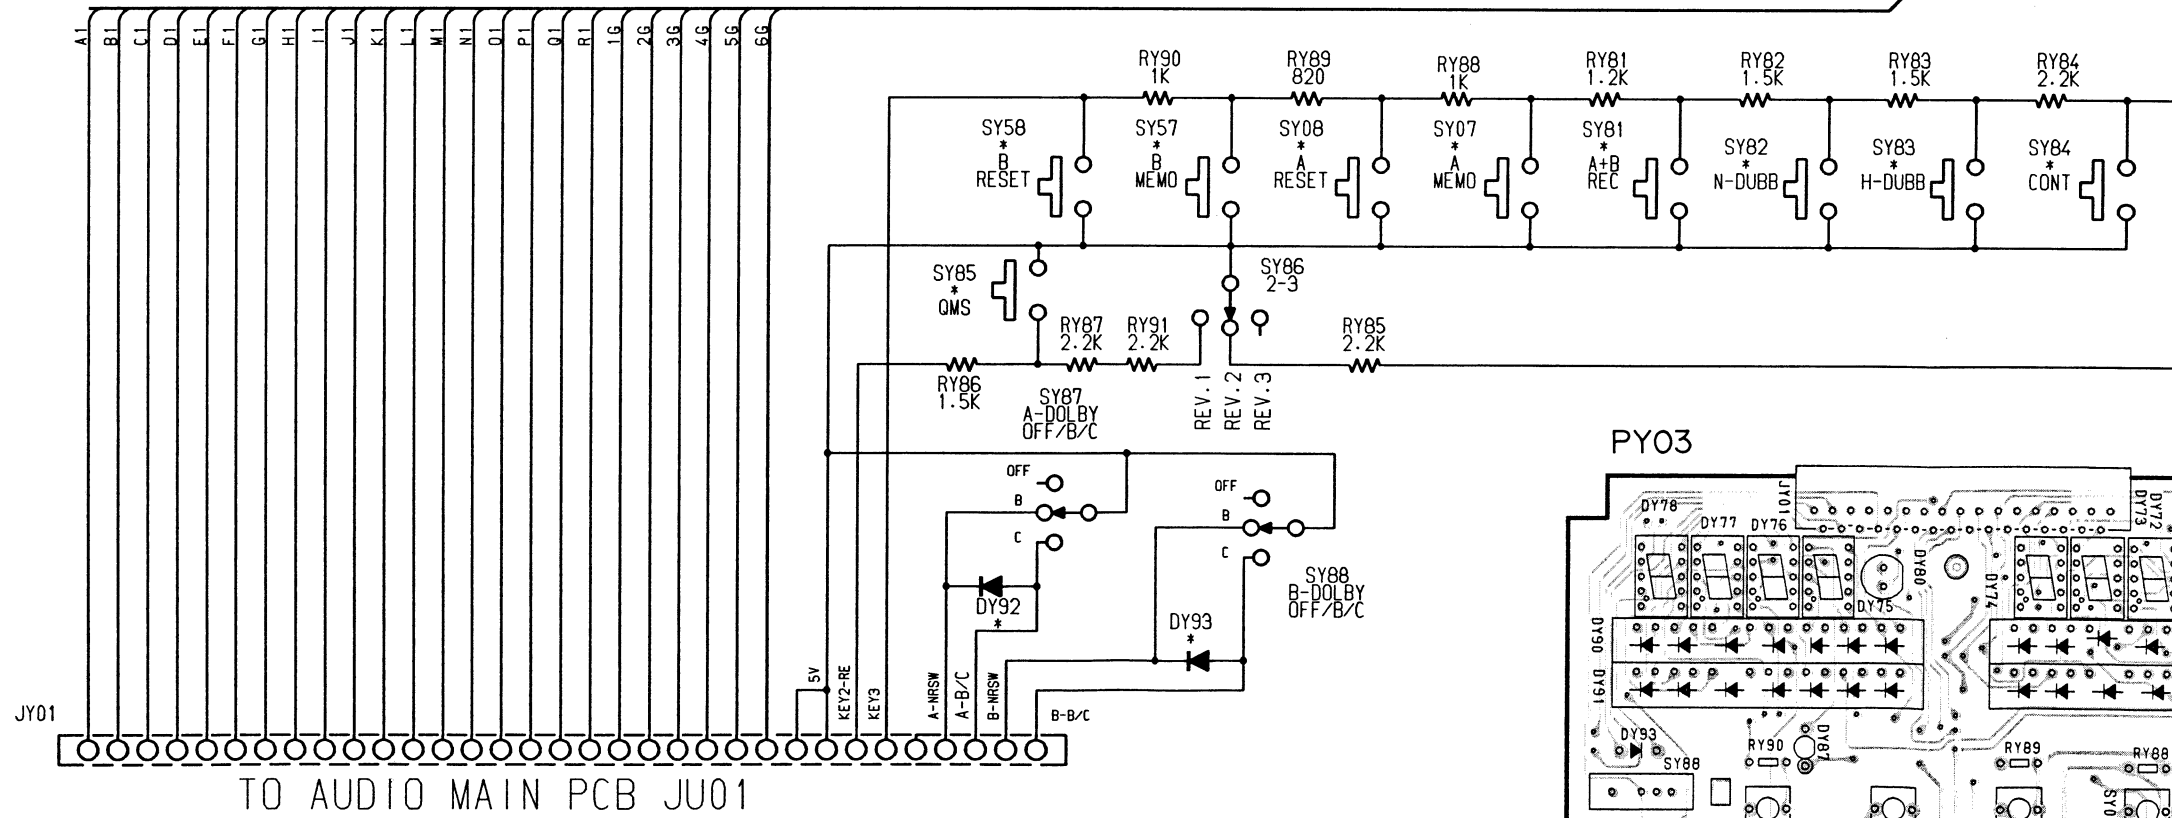 A1
B1
C1
D1
E1
F1
G1
H1
I1
J1
K1
L1
M1
N1
O1
P1
Q1
R1
1G
2G
3G
4G
5G
6G
RY90
1K
RY89
820
RY88
1K
RY81
1.2K
RY82
1.5K
RY83
1.5K
RY84
2.2K
SY58
*
B
RESET
SY57
*
B
MEMO
SY08
*
A
RESET
SY07
*
A
MEMO
SY81
*
A+B
REC
SY82
*
N-DUBB
SY83
*
H-DUBB
SY84
*
CONT
SY85
*
QMS
SY86
2-3
RY87
2.2K
RY91
2.2K
RY85
2.2K
RY86
1.5K
REV.1
REV.2
REV.3
SY87
A-DOLBY
OFF/B/C
OFF
B
C
OFF
B
C
DY92
*
DY93
*
SY88
B-DOLBY
OFF/B/C
5V
KEY2-RE
KEY3
A-NRSW
A-B/C
B-NRSW
B-B/C
JY01
TO AUDIO MAIN PCB JU01
PY03
JY01
DY78
DY77
DY76
DY73
DY72
DY80
DY75
DY74
DY90
DY91
DY93
SY88
RY90
DY87
RY89
RY88
SY0